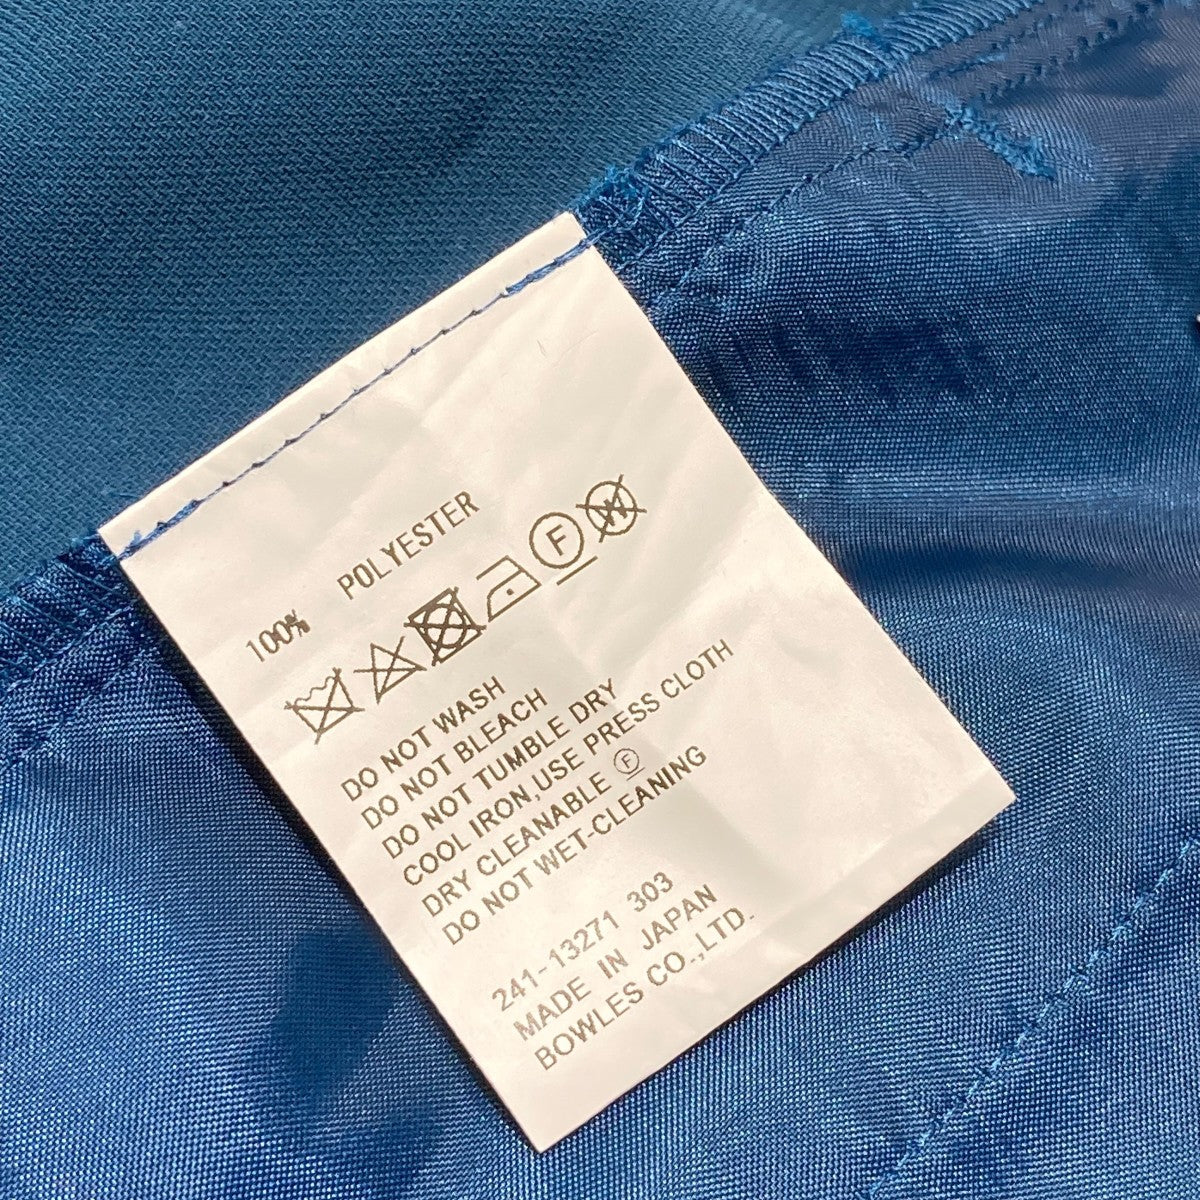 100% POLYESTER
F W
DO NOT WASH
DO NOT BLEACH
DO NOT TUMBLE DRY
COOL IRON,USE PRESS CLOTH
DRY CLEANABLE Ⓕ
DO NOT WET-CLEANING
241-13271 303
MADE IN JAPAN
BOWLES CO.,LTD.